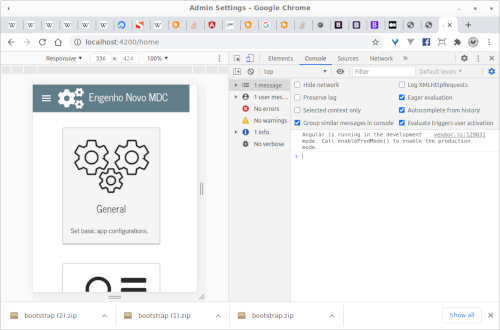 Admin Settings - Google Chrome
localhost:4200/home
Responsive
336
×
424
100%
Elements
Console
top
Filter
Default levels
Engenho Novo MDC
General
Set basic app configurations.
1 message
1 user mes...
No errors
No warnings
1 info
No verbose
Hide network
Log XMLHttpRequests
Preserve log
Eager evaluation
Selected context only
Autocomplete from history
Group similar messages in console
Evaluate triggers user activation
Angular is running in the development vendor.js:129831
mode. Call enableProdMode() to enable the production
mode.
bootstrap (2).zip
bootstrap (1).zip
bootstrap.zip
Show all